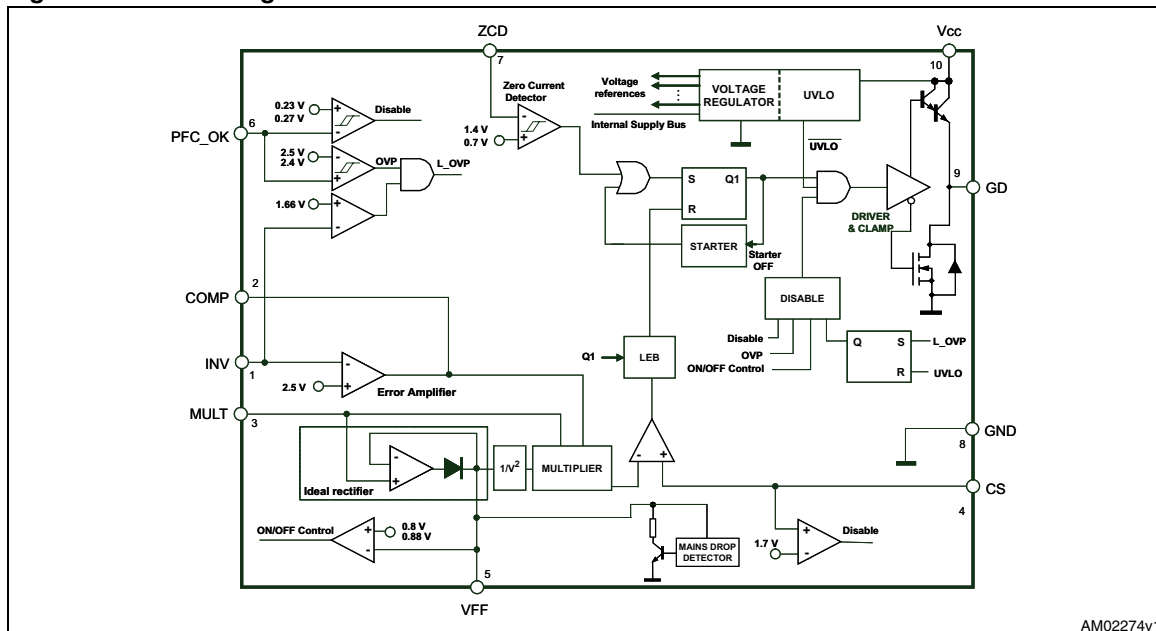 ZCD
Vcc
7
10
Zero Current
Detector
Voltage
references
VOLTAGE
REGULATOR
UVLO
Internal Supply Bus
0.23 V
0.27 V
+
-
Disable
6
PFC_OK
1.4 V
0.7 V
-
+
UVLO
2.5 V
2.4 V
-
+
OVP
L_OVP
S
Q1
R
9
GD
1.66 V
+
-
DRIVER
& CLAMP
STARTER
Starter
OFF
2
COMP
DISABLE
Disable
OVP
ON/OFF Control
Q
S
R
L_OVP
UVLO
Q1
LEB
INV
1
-
+
2.5 V
Error Amplifier
MULT
3
GND
8
-
+
Ideal rectifier
1/V2
MULTIPLIER
-
+
CS
4
ON/OFF Control
+
-
0.8 V
0.88 V
MAINS DROP
DETECTOR
1.7 V
+
-
Disable
5
VFF
AM02274v1